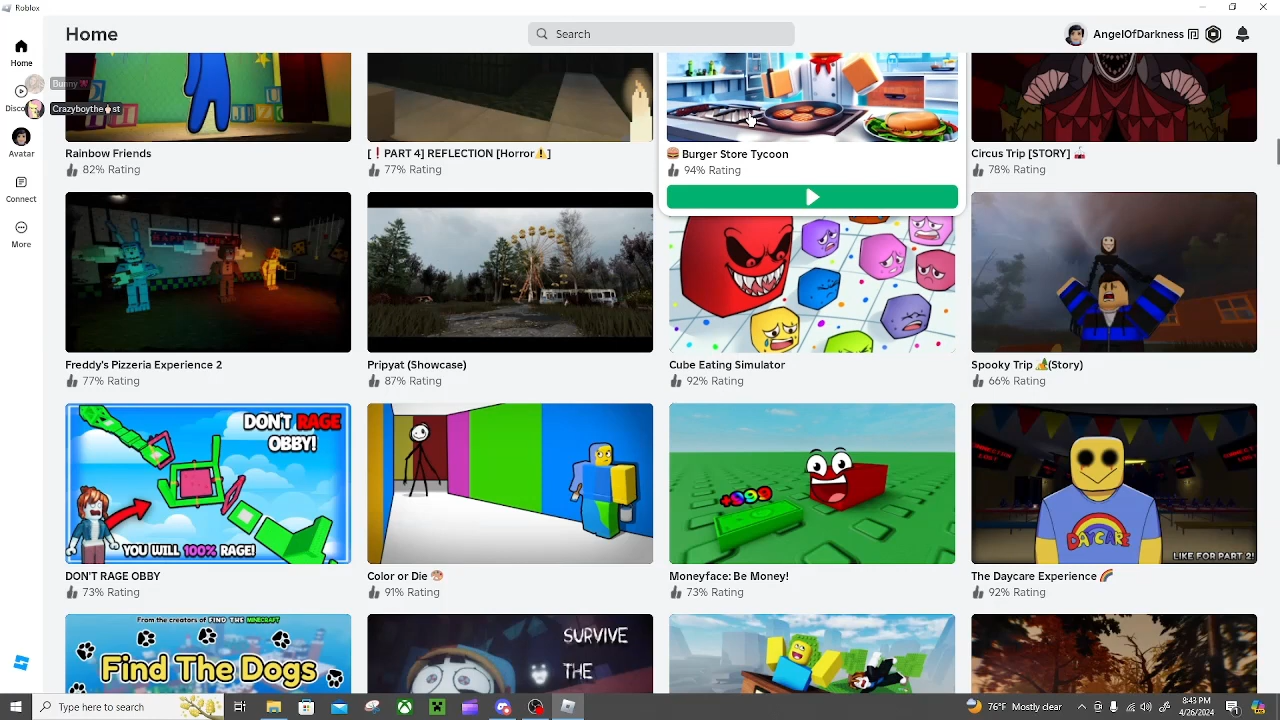 Roblox
Home
Search
AngelOfDarkness
Home
Bunny
Disco
Crazyboythe st
Avatar
Connect
More
Rainbow Friends
82% Rating
[❗PART 4] REFLECTION [Horror⚠️]
77% Rating
🍔 Burger Store Tycoon
94% Rating
Circus Trip [STORY] 🎪
78% Rating
Freddy's Pizzeria Experience 2
77% Rating
Pripyat (Showcase)
87% Rating
Cube Eating Simulator
92% Rating
Spooky Trip 🏕️(Story)
66% Rating
DON'T RAGE
OBBY!
YOU WILL 100% RAGE!
DON'T RAGE OBBY
73% Rating
Color or Die 🎨
91% Rating
+999
Moneyface: Be Money!
73% Rating
DAYCARE
LIKE FOR PART 2!
The Daycare Experience 🌈
92% Rating
FROM THE CREATORS OF FIND THE MINECRAFT
Find The Dogs
SURVIVE
THE
Type here to search
76°F Mostly clear
8:43 PM
4/26/2024